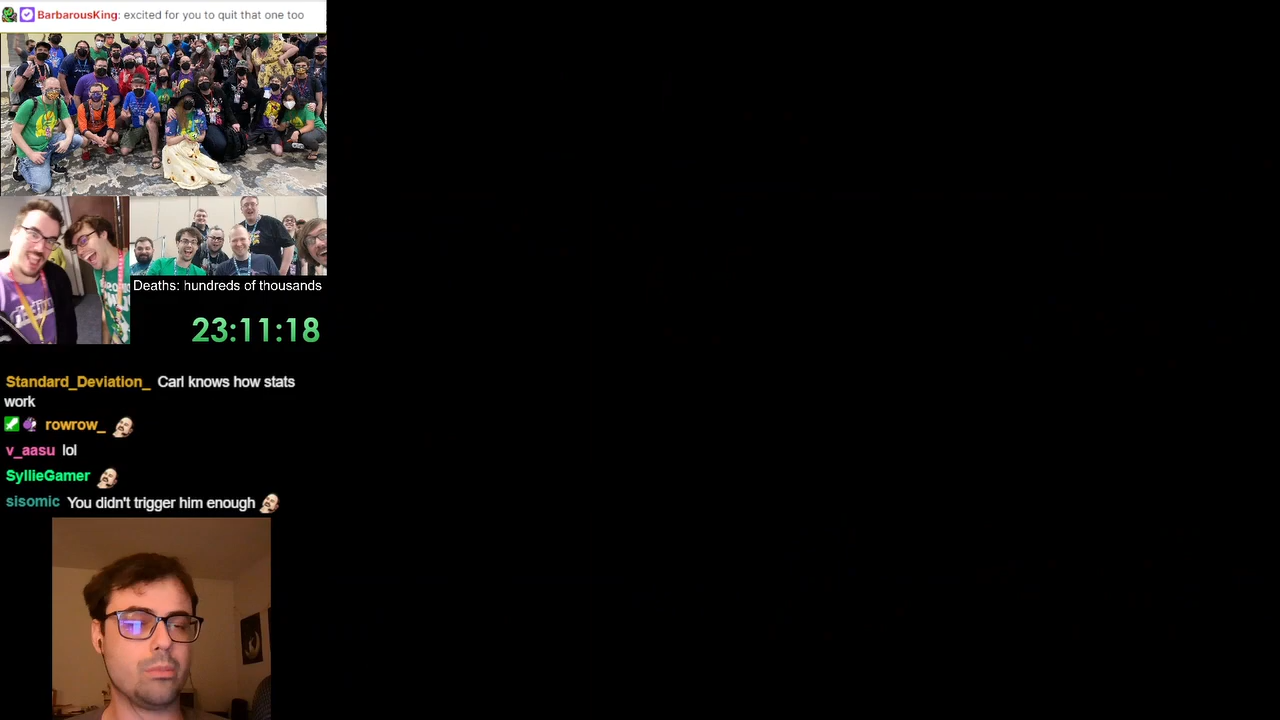 BarbarousKing: excited for you to quit that one too
Deaths: hundreds of thousands
23:11:18
Standard_Deviation_ Carl knows how stats
work
rowrow_
v_aasu lol
SyllieGamer
sisomic You didn't trigger him enough